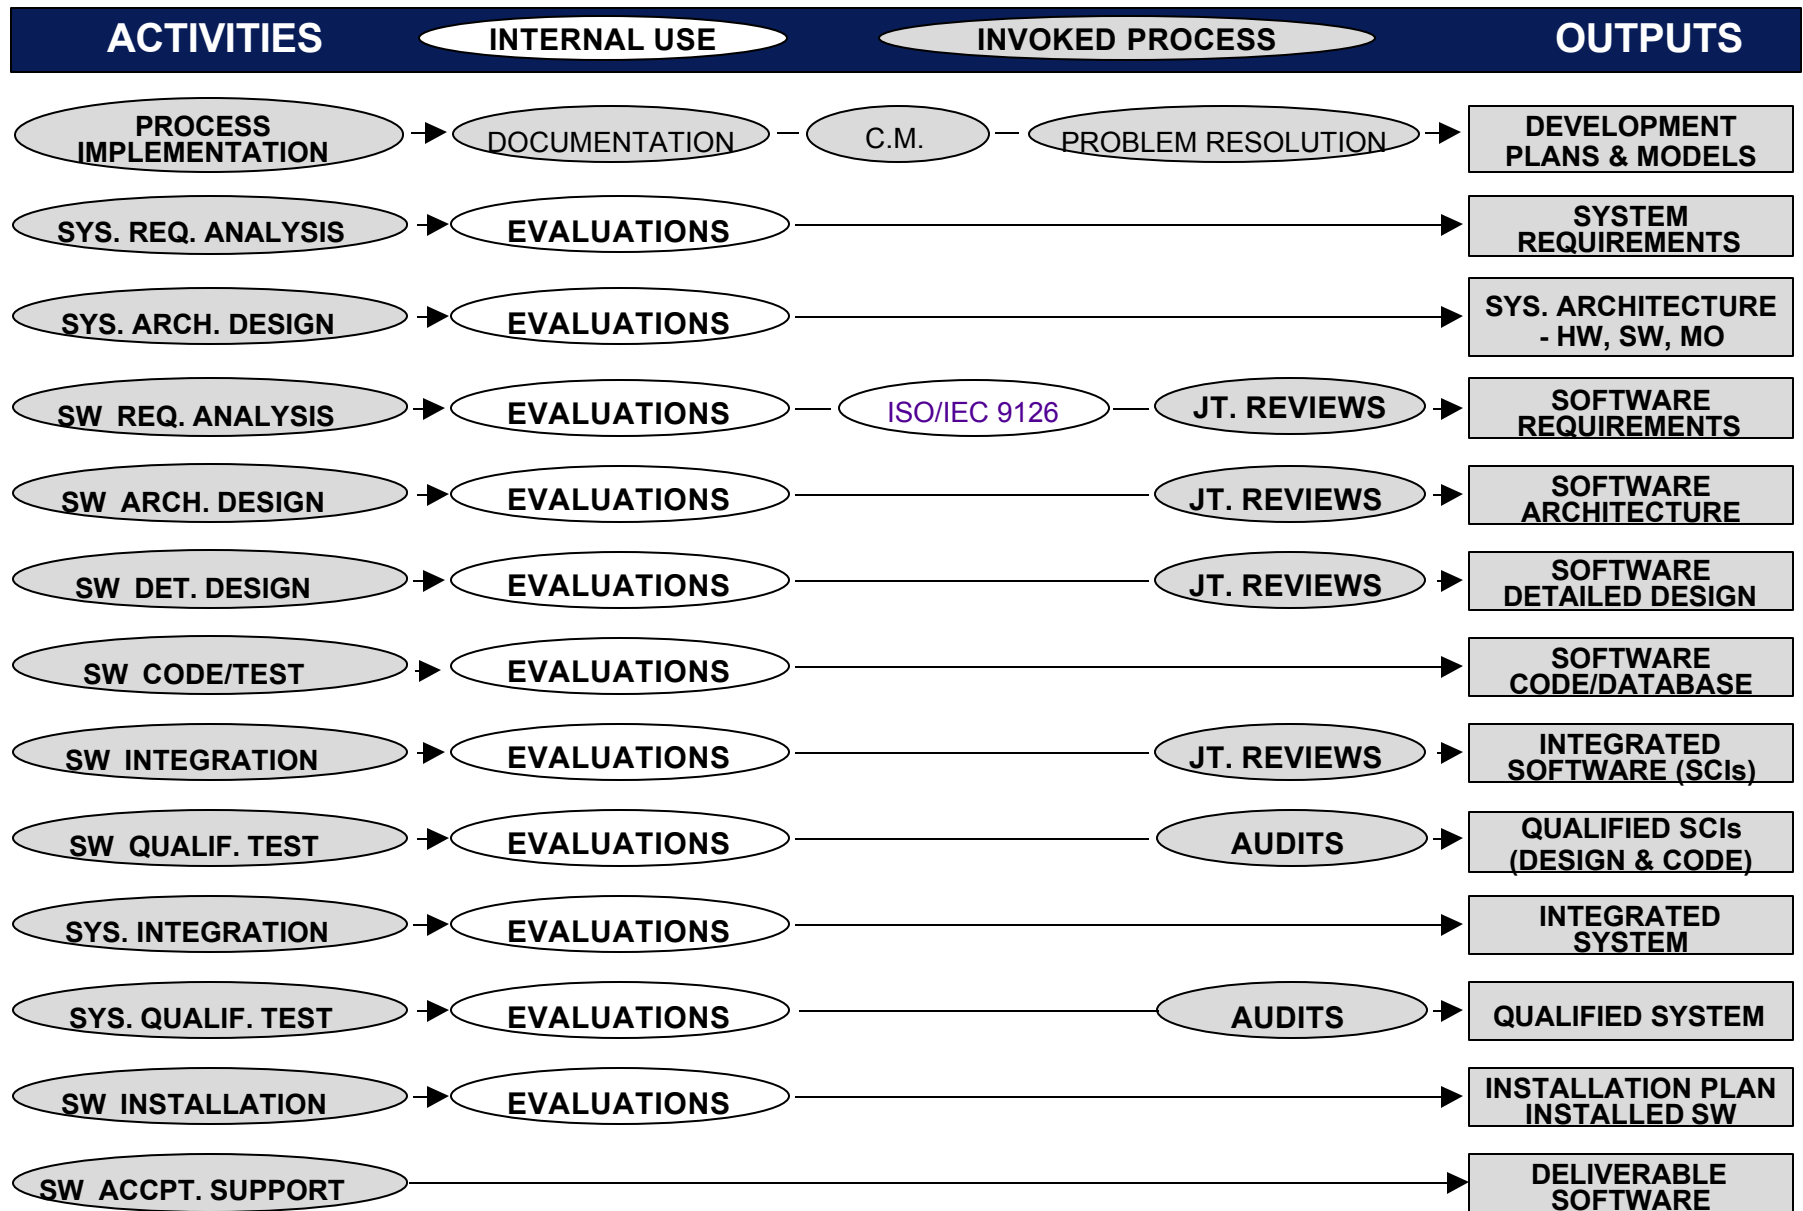 ACTIVITIES INTERNAL USE INVOKED PROCESS OUTPUTS
PROCESS
IMPLEMENTATION
DOCUMENTATION
C.M.
PROBLEM RESOLUTION
DEVELOPMENT
PLANS & MODELS
SYS. REQ. ANALYSIS
EVALUATIONS
SYSTEM
REQUIREMENTS
SYS. ARCH. DESIGN
EVALUATIONS
SYS. ARCHITECTURE
- HW, SW, MO
SW REQ. ANALYSIS
EVALUATIONS
ISO/IEC 9126
JT. REVIEWS
SOFTWARE
REQUIREMENTS
SW ARCH. DESIGN
EVALUATIONS
JT. REVIEWS
SOFTWARE
ARCHITECTURE
SW DET. DESIGN
EVALUATIONS
JT. REVIEWS
SOFTWARE
DETAILED DESIGN
SW CODE/TEST
EVALUATIONS
SOFTWARE
CODE/DATABASE
SW INTEGRATION
EVALUATIONS
JT. REVIEWS
INTEGRATED
SOFTWARE (SCIs)
SW QUALIF. TEST
EVALUATIONS
AUDITS
QUALIFIED SCIs
(DESIGN & CODE)
SYS. INTEGRATION
EVALUATIONS
INTEGRATED
SYSTEM
SYS. QUALIF. TEST
EVALUATIONS
AUDITS
QUALIFIED SYSTEM
SW INSTALLATION
EVALUATIONS
INSTALLATION PLAN
INSTALLED SW
SW ACCPT. SUPPORT
DELIVERABLE
SOFTWARE